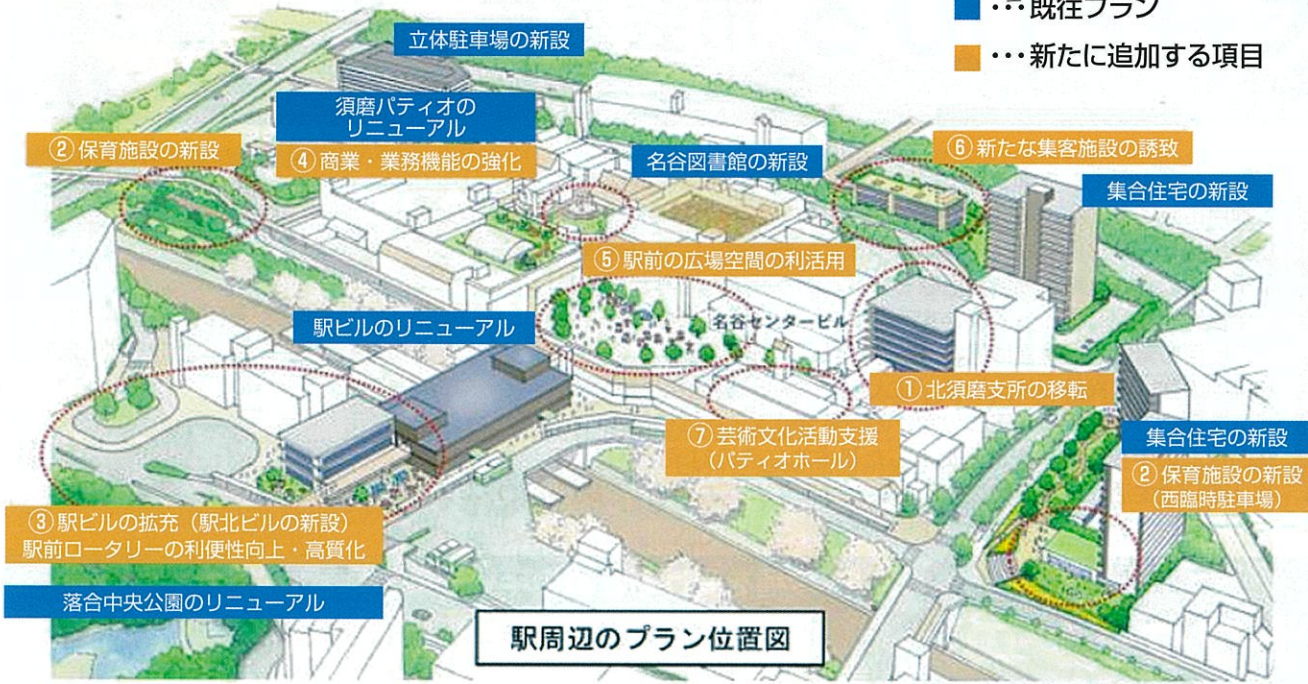 ■…既往プラン
■…新たに追加する項目
立体駐車場の新設
須磨パティオの
リニューアル
④商業・業務機能の強化
②保育施設の新設
名谷図書館の新設
⑥新たな集客施設の誘致
集合住宅の新設
⑤駅前の広場空間の利活用
駅ビルのリニューアル
名谷センタービル
①北須磨支所の移転
⑦芸術文化活動支援
(パティオホール)
集合住宅の新設
②保育施設の新設
(西臨時駐車場)
③駅ビルの拡充(駅北ビルの新設)
駅前ロータリーの利便性向上・高質化
落合中央公園のリニューアル
駅周辺のプラン位置図